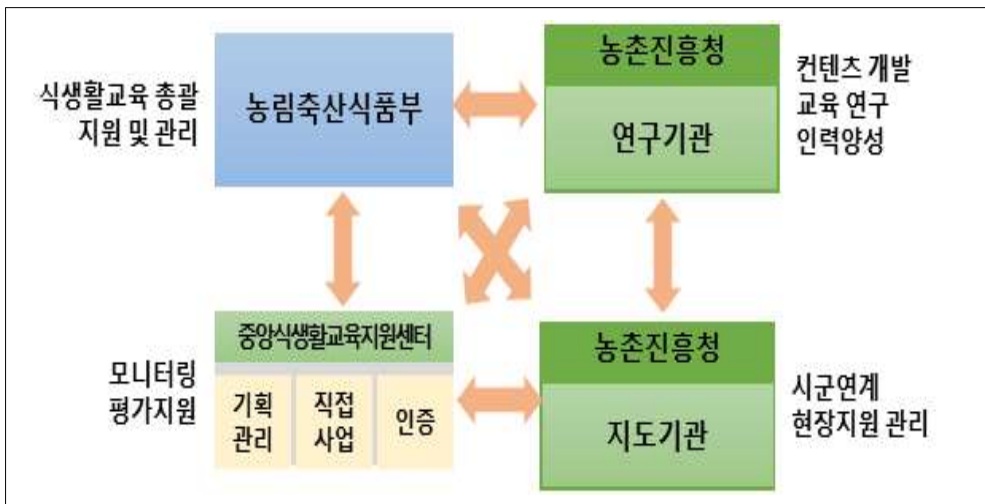 식생활교육 총괄
지원 및 관리
농림축산식품부
농촌진흥청
연구기관
컨텐츠 개발
교육 연구
인력양성
모니터링
평가지원
중앙식생활교육지원센터
기획
관리
직접
사업
인증
농촌진흥청
지도기관
시군연계
현장지원 관리